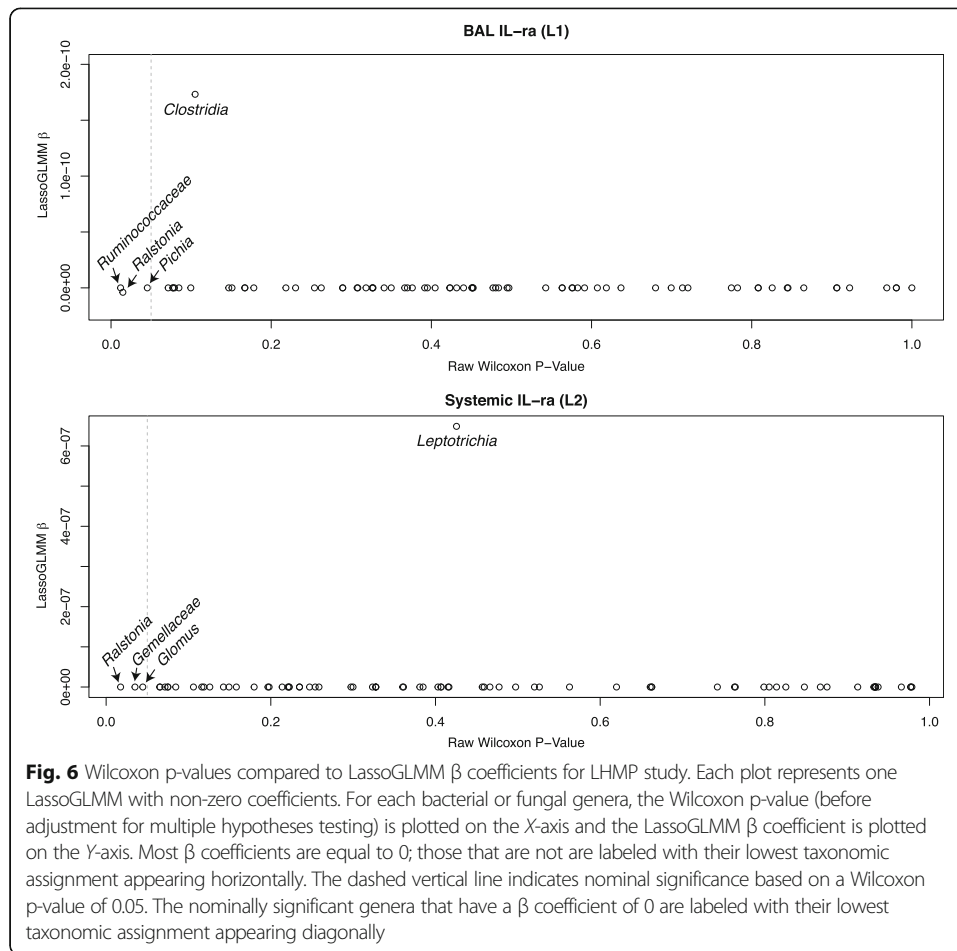 BAL IL−ra (L1)
2.0e−10
1.0e−10
0.0e+00
LassoGLMM β
Clostridia
Ruminococcaceae
Ralstonia
Pichia
0.0 0.2 0.4 0.6 0.8 1.0
Raw Wilcoxon P−Value
Systemic IL−ra (L2)
6e−07
4e−07
2e−07
0e+00
LassoGLMM β
Leptotrichia
Ralstonia
Gemellaceae
Glomus
0.0 0.2 0.4 0.6 0.8 1.0
Raw Wilcoxon P−Value
Fig. 6 Wilcoxon p-values compared to LassoGLMM β coefficients for LHMP study. Each plot represents one
LassoGLMM with non-zero coefficients. For each bacterial or fungal genera, the Wilcoxon p-value (before
adjustment for multiple hypotheses testing) is plotted on the X-axis and the LassoGLMM β coefficient is plotted
on the Y-axis. Most β coefficients are equal to 0; those that are not are labeled with their lowest taxonomic
assignment appearing horizontally. The dashed vertical line indicates nominal significance based on a Wilcoxon
p-value of 0.05. The nominally significant genera that have a β coefficient of 0 are labeled with their lowest
taxonomic assignment appearing diagonally